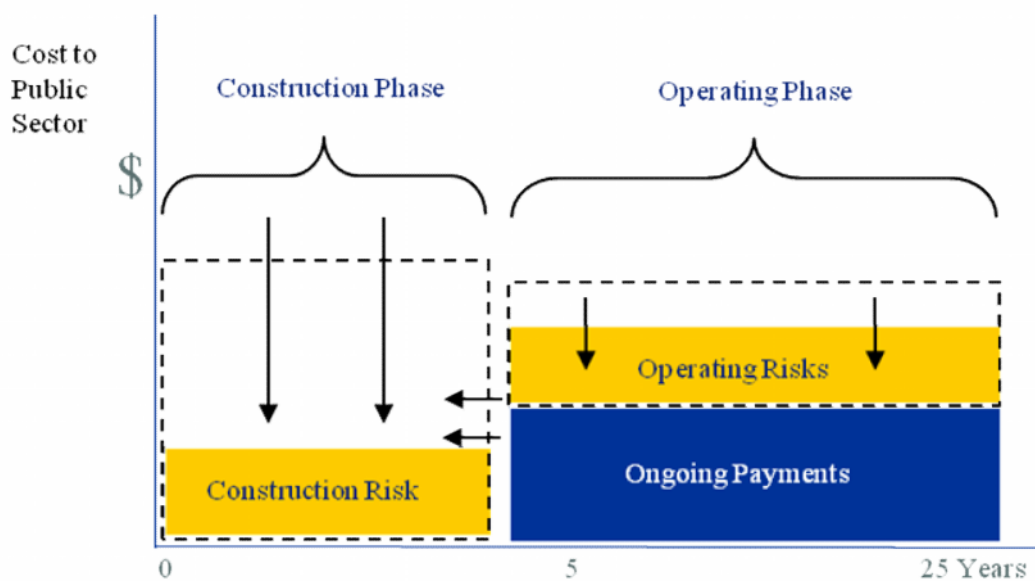 Cost to
Public
Sector
$
Construction Phase
Operating Phase
Operating Risks
Ongoing Payments
Construction Risk
0
5
25 Years